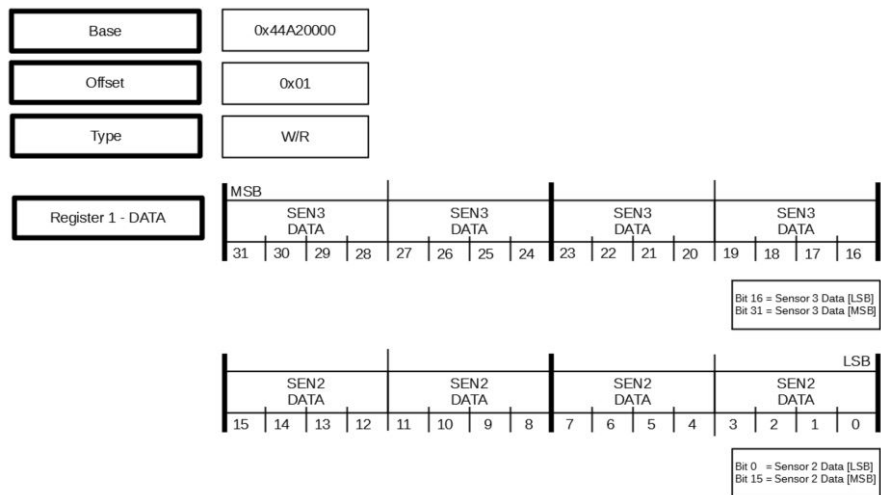 Base 0x44A20000
Offset 0x01
Type W/R
MSB
Register 1 - DATA
SEN3 SEN3 SEN3 SEN3
DATA DATA DATA DATA
31 30 29 28 27 26 25 24 23 22 21 20 19 18 17 16
Bit 16 = Sensor 3 Data [LSB]
Bit 31 = Sensor 3 Data [MSB]
LSB
SEN2 SEN2 SEN2 SEN2
DATA DATA DATA DATA
15 14 13 12 11 10 9 8 7 6 5 4 3 2 1 0
Bit 0 = Sensor 2 Data [LSB]
Bit 15 = Sensor 2 Data [MSB]